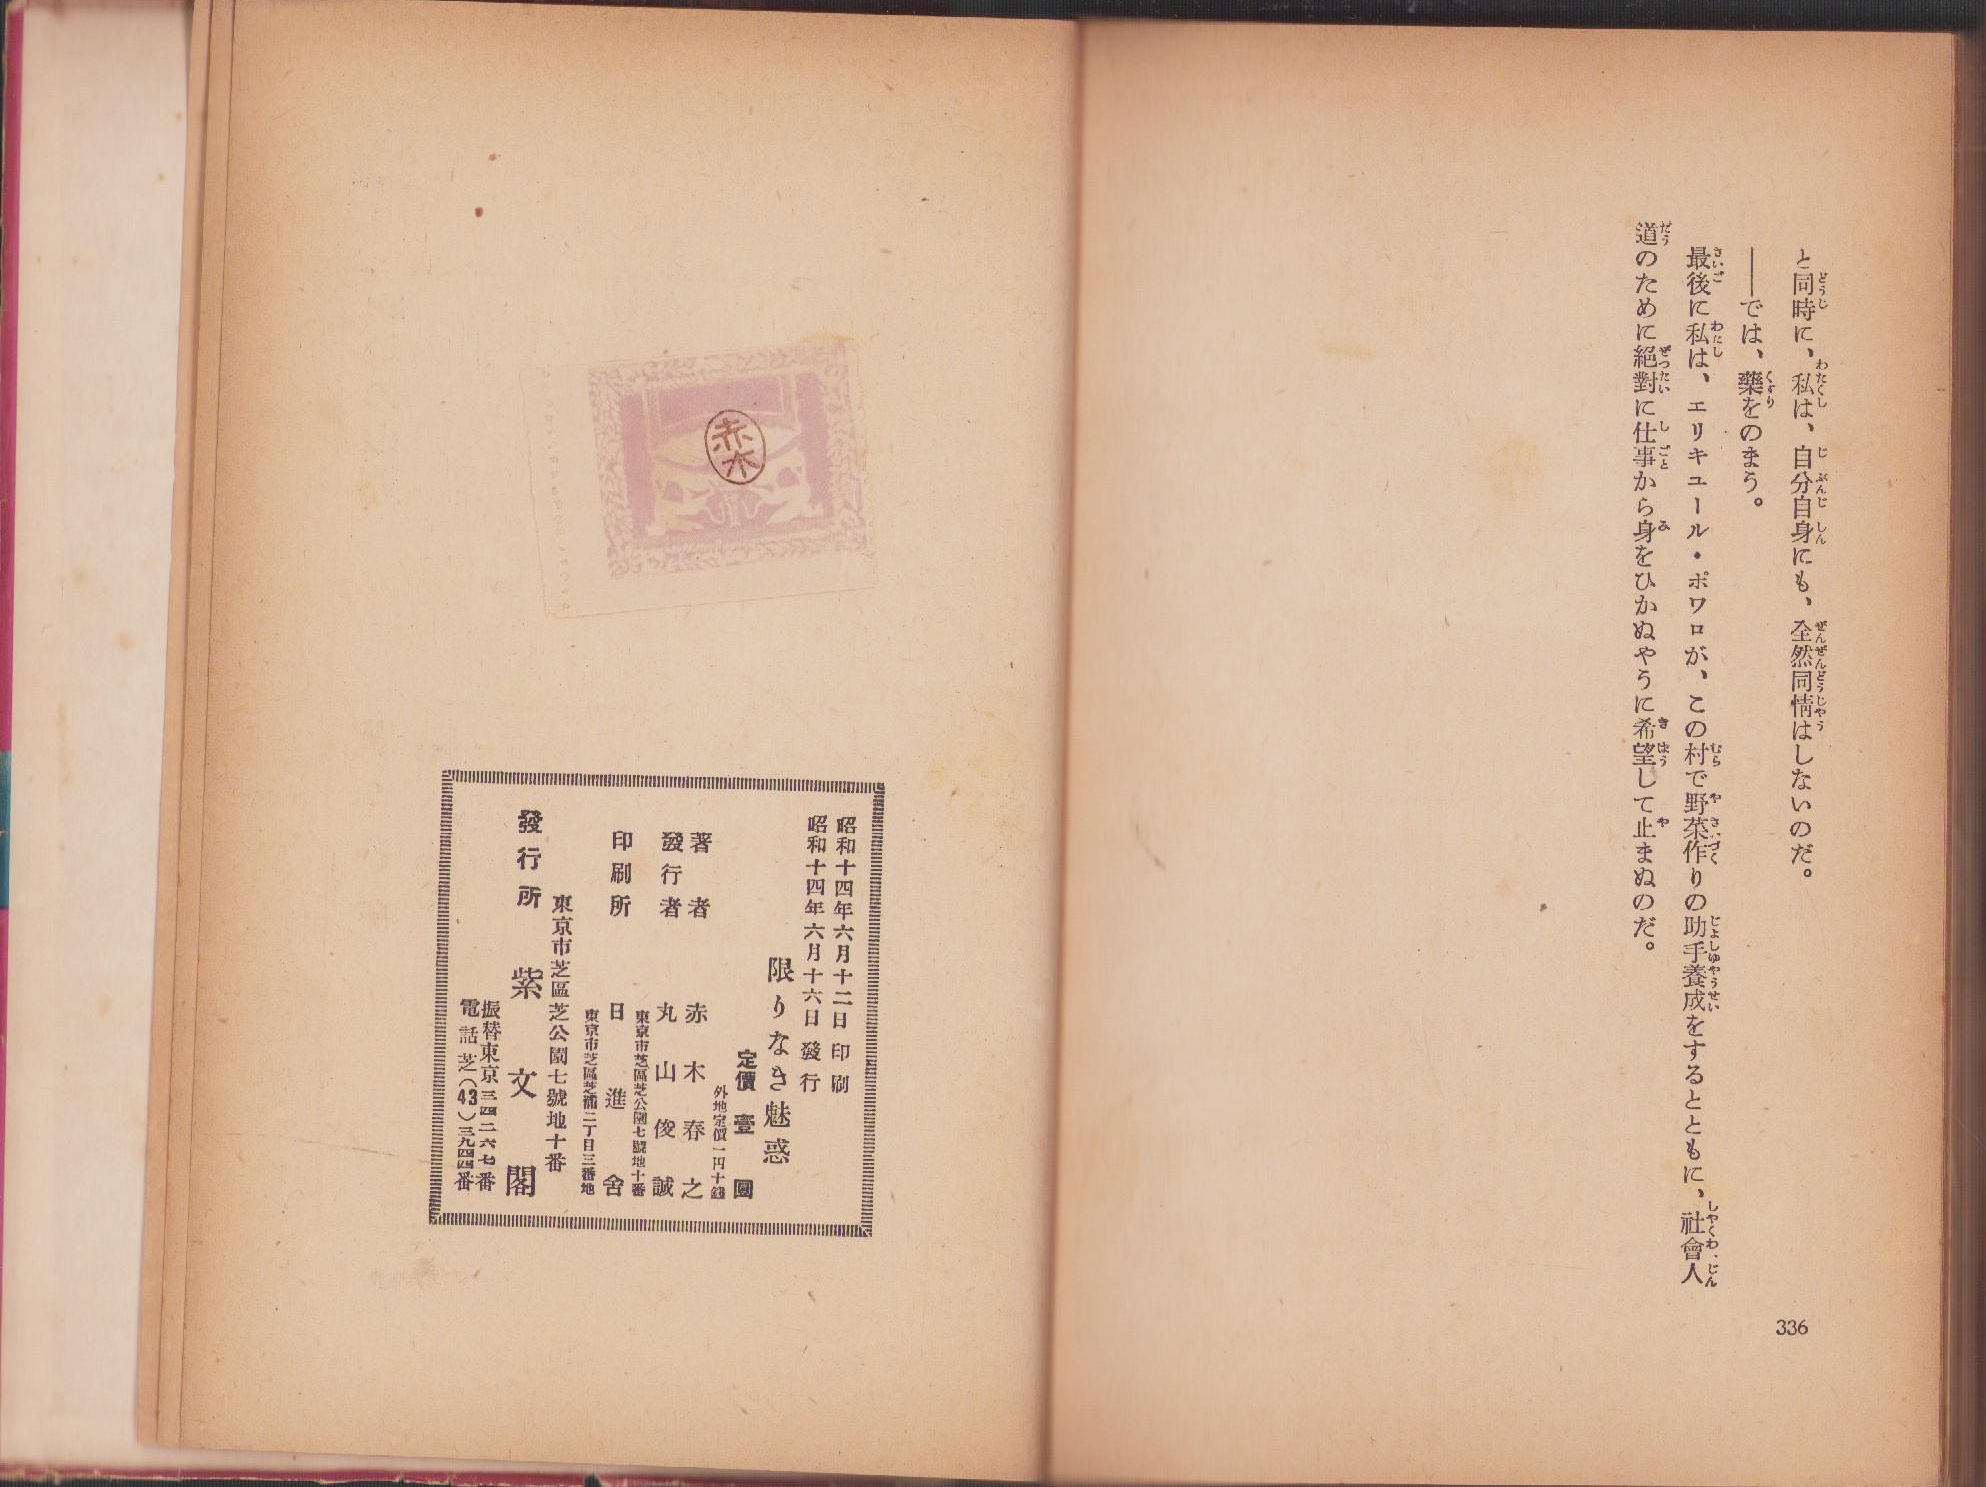 と同時に、私は、自分自身にも、全然同情はしないのだ。
――では、藥をのまう。
最後に私は、エリキユール・ポワロが、この村で野菜作りの助手養成をするとともに、社會人
道のために絕對に仕事から身をひかぬやうに希望して止まぬのだ。
336
赤木
昭和十四年六月十二日印刷
昭和十四年六月十六日發行
限りなき魅惑
定價壹圓
外地定價一円十錢
著者 赤木春之
發行者 丸山俊誠
東京市芝區芝公園七號地十番
印刷所 日進舍
東京市芝區芝浦二丁目三番地
東京市芝區芝公園七號地十番
發行所 紫文閣
振替東京三四二六七番
電話芝(43)三九四四番